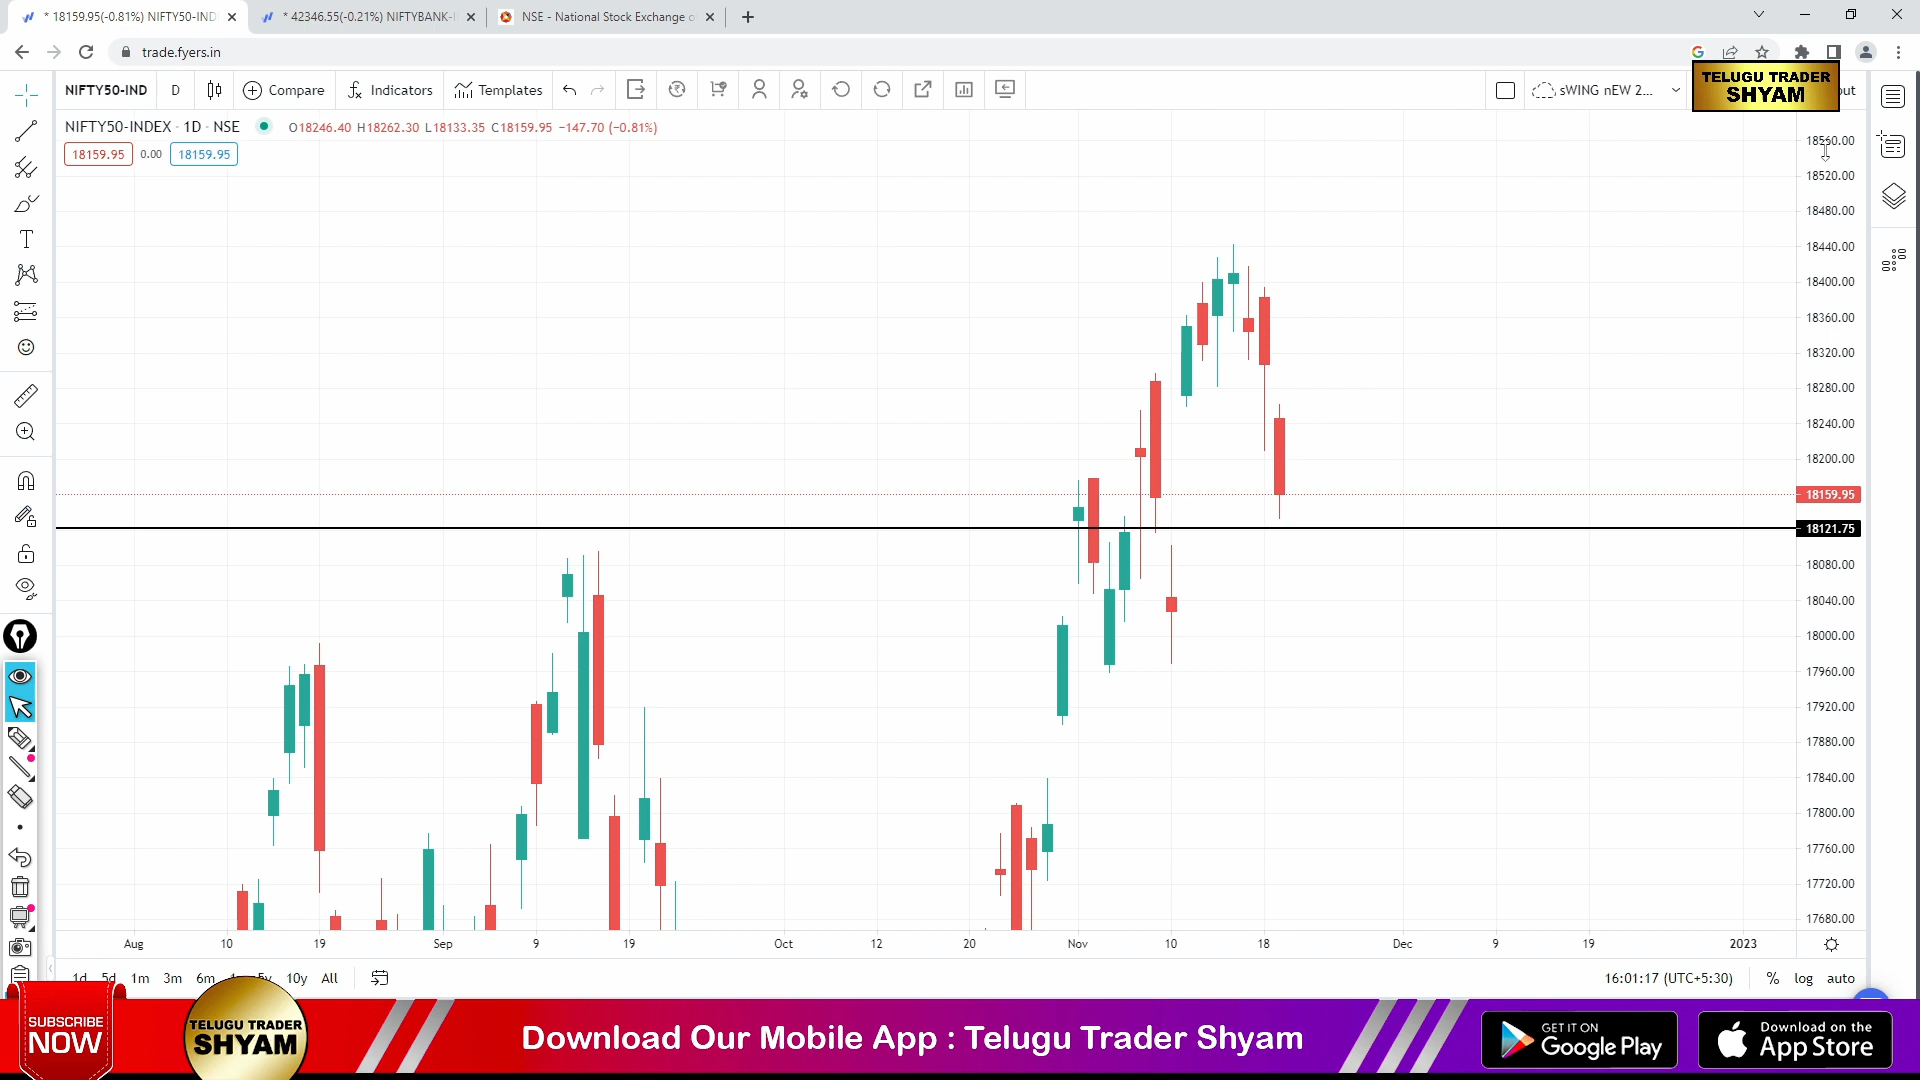 * 18159.95(-0.81%) NIFTY50-IND
* 42346.55(-0.21%) NIFTYBANK-
NSE - National Stock Exchange o
trade.fyers.in
NIFTY50-IND D Compare Indicators Templates sWING nEW 2... out
TELUGU TRADER
SHYAM
NIFTY50-INDEX · 1D · NSE O18246.40 H18262.30 L18133.35 C18159.95 −147.70 (−0.81%)
18159.95 0.00 18159.95
18560.00
18520.00
18480.00
18440.00
18400.00
18360.00
18320.00
18280.00
18240.00
18200.00
18159.95
18121.75
18080.00
18040.00
18000.00
17960.00
17920.00
17880.00
17840.00
17800.00
17760.00
17720.00
17680.00
Aug 10 19 Sep 9 19 Oct 12 20 Nov 10 18 Dec 9 19 2023
1d 5d 1m 3m 6m 5y 10y All 16:01:17 (UTC+5:30) % log auto
SUBSCRIBE
NOW
TELUGU TRADER
SHYAM
Download Our Mobile App : Telugu Trader Shyam
GET IT ON
Google Play
Download on the
App Store